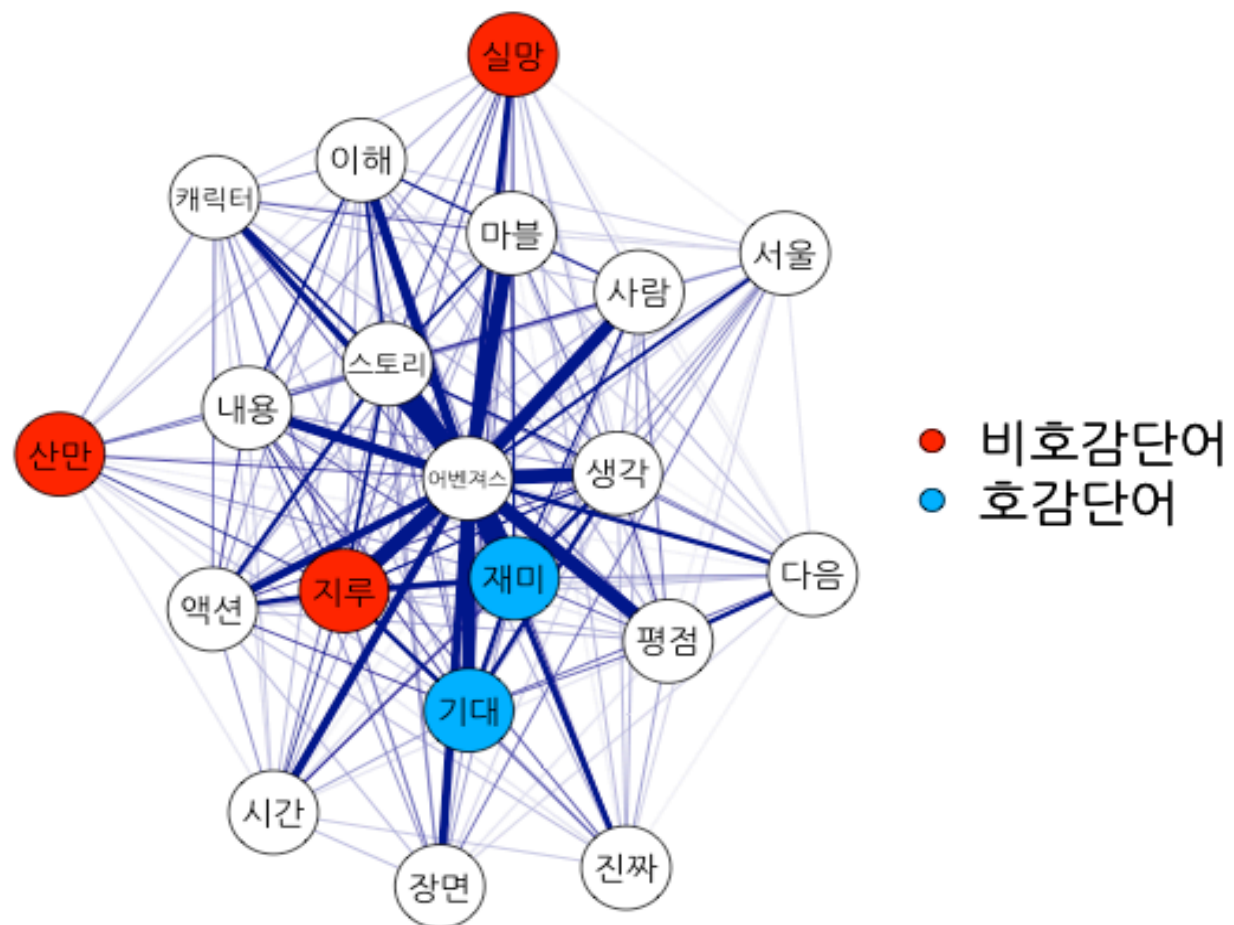 실망
이해
캐릭터
마블
서울
사람
스토리
내용
산만
어벤져스
생각
재미
다음
지루
액션
평점
기대
시간
장면
진짜
비호감단어
호감단어